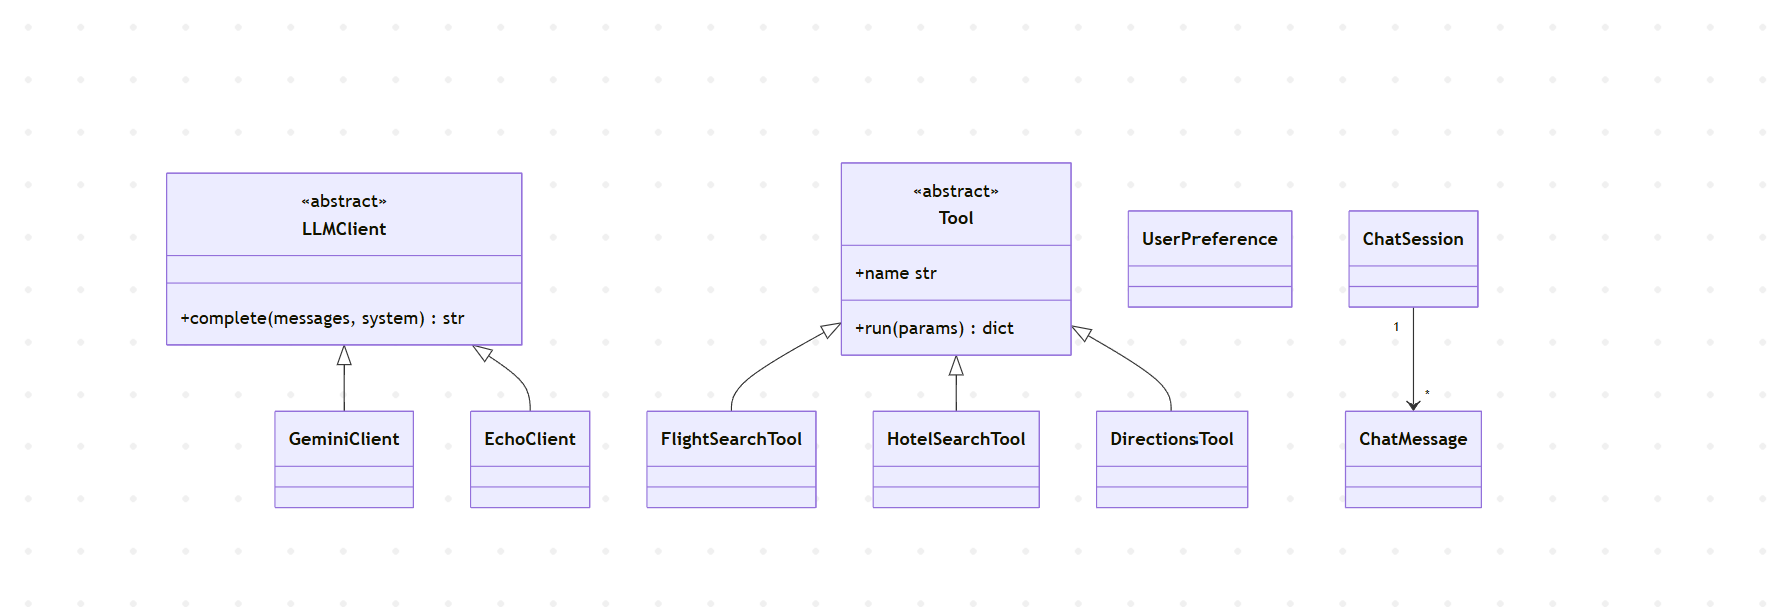 «abstract»
LLMClient
+complete(messages, system) : str
GeminiClient
EchoClient
«abstract»
Tool
+name str
+run(params) : dict
FlightSearchTool
HotelSearchTool
DirectionsTool
UserPreference
ChatSession
1
*
ChatMessage